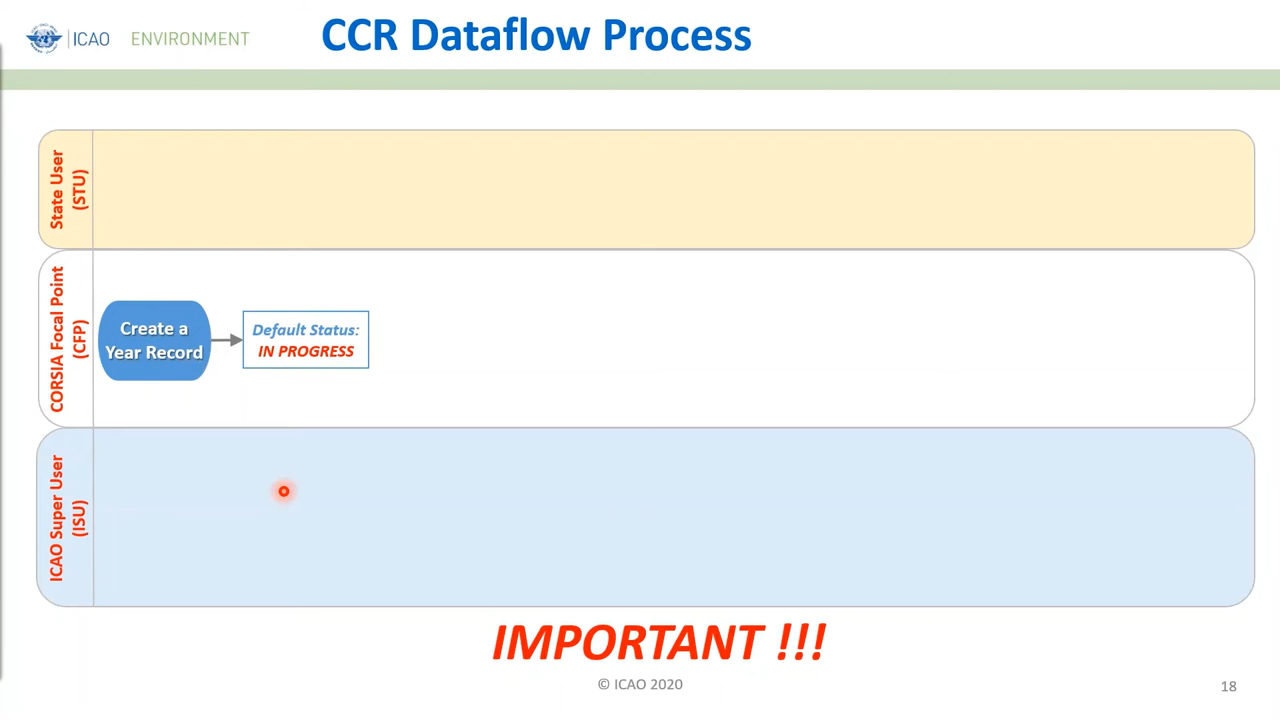 ICAO ENVIRONMENT
CCR Dataflow Process
State User
(STU)
CORSIA Focal Point
(CFP)
Create a
Year Record
Default Status:
IN PROGRESS
ICAO Super User
(ISU)
IMPORTANT !!!
© ICAO 2020
18